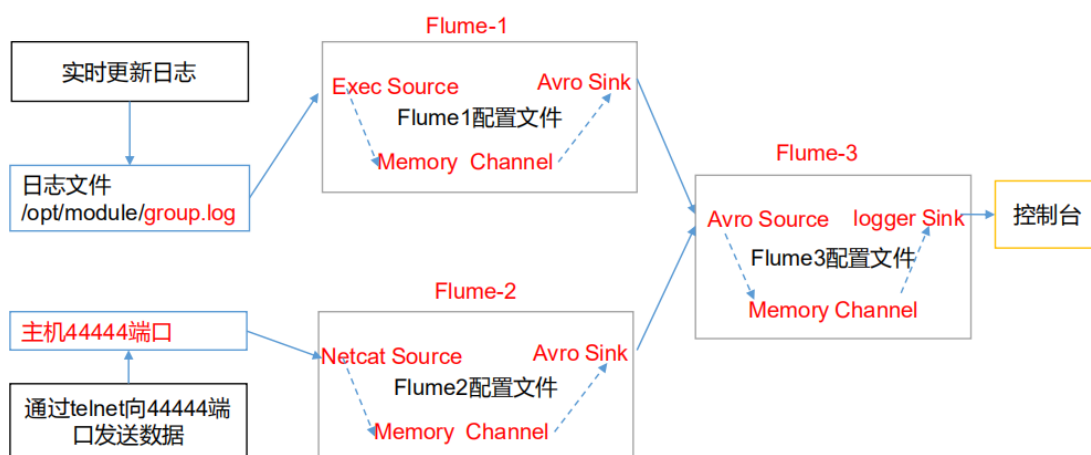 Flume-1
实时更新日志
Exec Source
Avro Sink
Flume1配置文件
Memory Channel
日志文件
/opt/module/group.log
Flume-3
Avro Source
logger Sink
Flume3配置文件
Memory Channel
控制台
Flume-2
主机44444端口
Netcat Source
Avro Sink
Flume2配置文件
Memory Channel
通过telnet向44444端
口发送数据